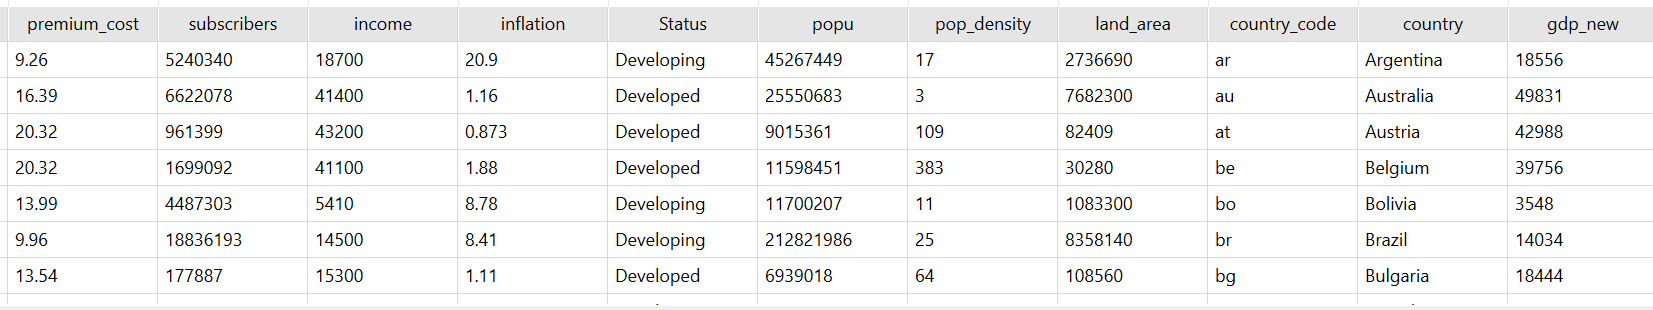 premium_cost subscribers income inflation Status popu pop_density land_area country_code country gdp_new
9.26 5240340 18700 20.9 Developing 45267449 17 2736690 ar Argentina 18556
16.39 6622078 41400 1.16 Developed 25550683 3 7682300 au Australia 49831
20.32 961399 43200 0.873 Developed 9015361 109 82409 at Austria 42988
20.32 1699092 41100 1.88 Developed 11598451 383 30280 be Belgium 39756
13.99 4487303 5410 8.78 Developing 11700207 11 1083300 bo Bolivia 3548
9.96 18836193 14500 8.41 Developing 212821986 25 8358140 br Brazil 14034
13.54 177887 15300 1.11 Developed 6939018 64 108560 bg Bulgaria 18444